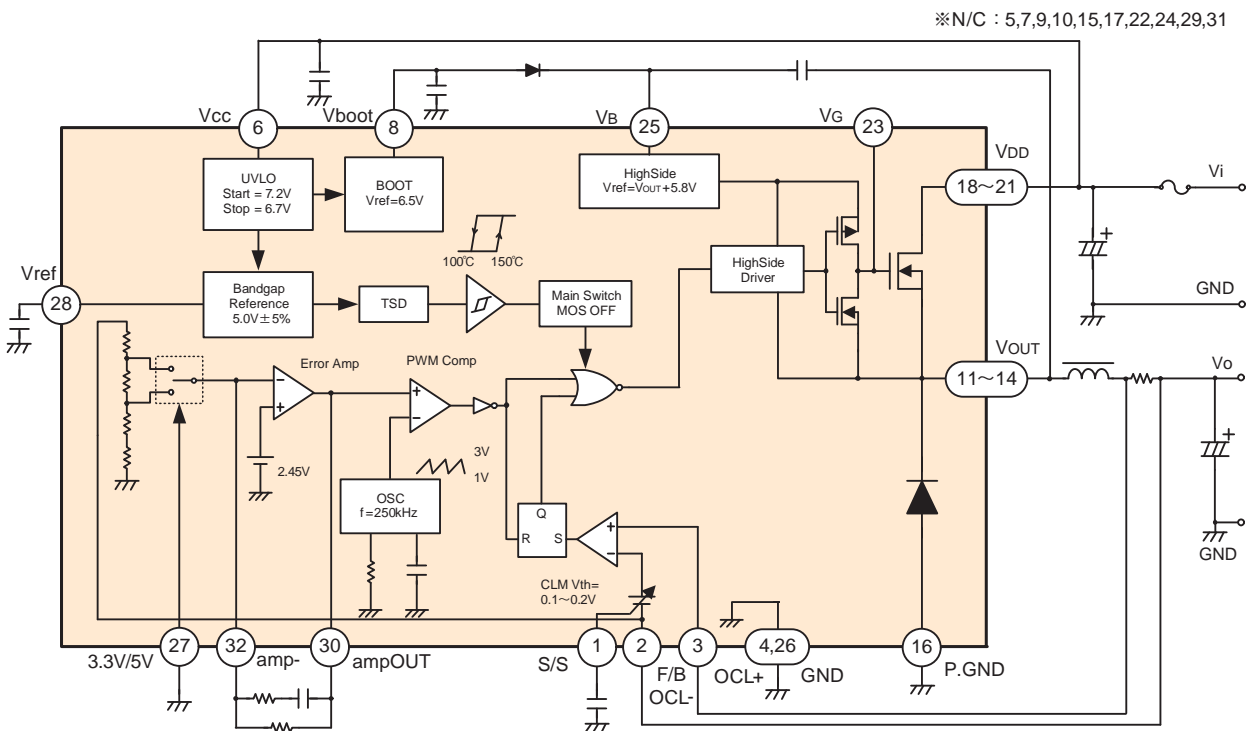 ※N/C : 5,7,9,10,15,17,22,24,29,31
Vcc
6
Vboot
8
VB
25
VG
23
VDD
18～21
Vi
UVLO
Start = 7.2V
Stop = 6.7V
BOOT
Vref=6.5V
HighSide
Vref=VOUT+5.8V
100℃
150℃
HighSide
Driver
GND
Vref
28
Bandgap
Reference
5.0V±5%
TSD
Main Switch
MOS OFF
Error Amp
PWM Comp
VOUT
11～14
Vo
2.45V
3V
1V
OSC
f=250kHz
Q
R
S
CLM Vth=
0.1～0.2V
GND
27
32
30
1
2
3
4,26
16
3.3V/5V
amp-
ampOUT
S/S
F/B
OCL-
OCL+
GND
P.GND